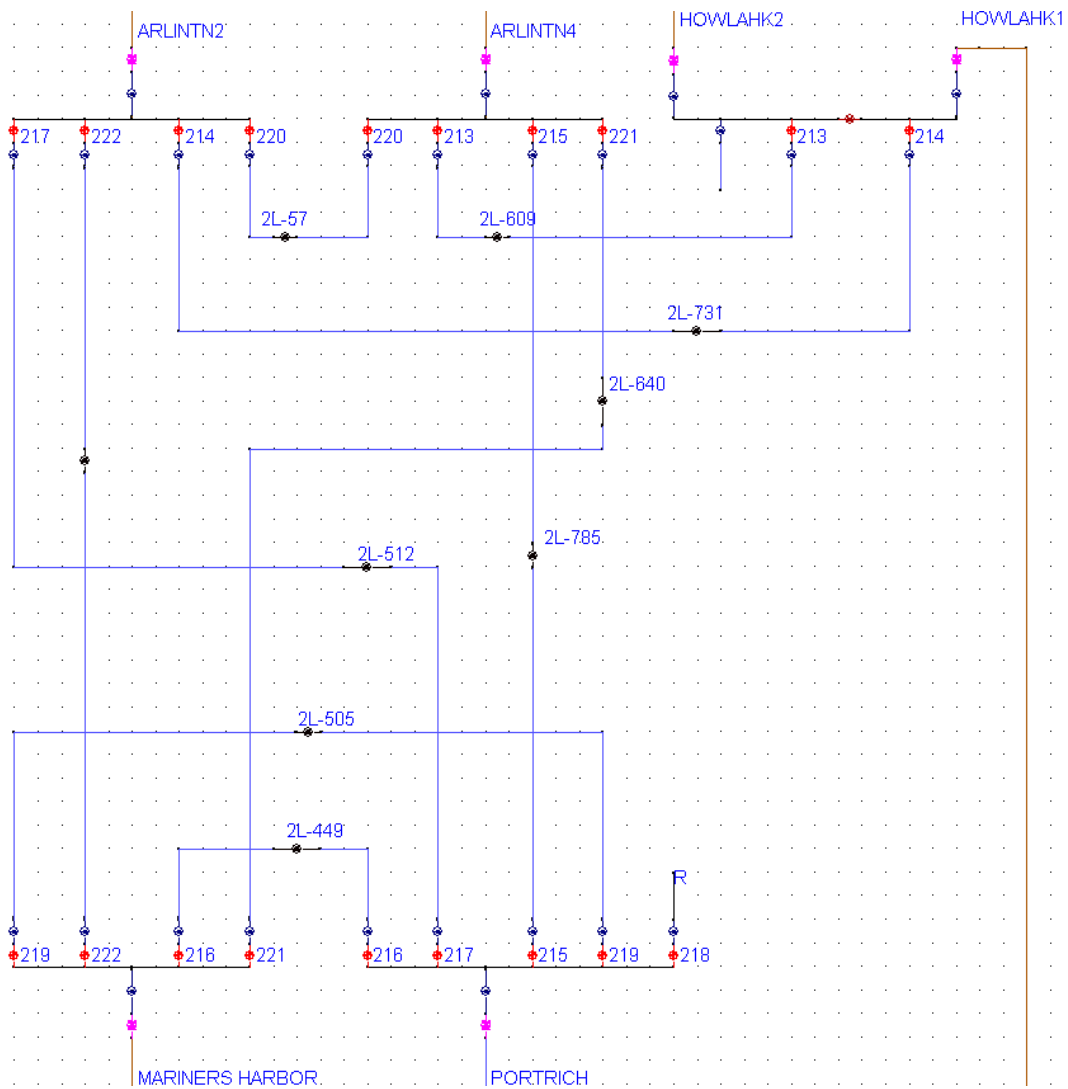 ARLINTN2
ARLINTN4
HOWLAHK2
HOWLAHK1
217 222 214 220 220 213 215 221 213 214
2L-57
2L-609
2L-731
2L-640
2L-785
2L-512
2L-505
2L-449
R
219 222 216 221 216 217 215 219 218
MARINERS HARBOR
PORTRICH